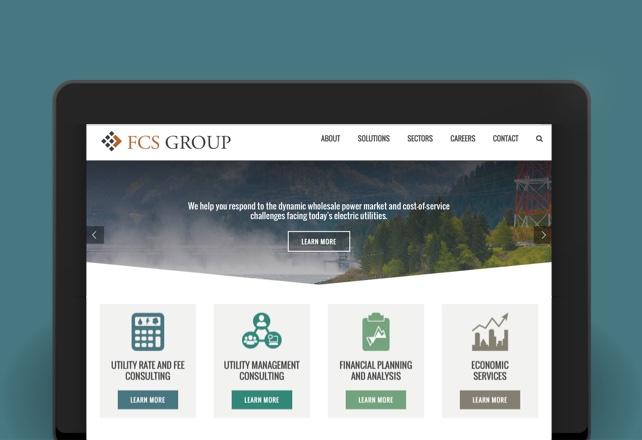 FCS GROUP
ABOUT SOLUTIONS SECTORS CAREERS CONTACT
We help you respond to the dynamic wholesale power market and cost-of-service
challenges facing today's electric utilities.
LEARN MORE
UTILITY RATE AND FEE
CONSULTING
LEARN MORE
UTILITY MANAGEMENT
CONSULTING
LEARN MORE
FINANCIAL PLANNING
AND ANALYSIS
LEARN MORE
ECONOMIC
SERVICES
LEARN MORE